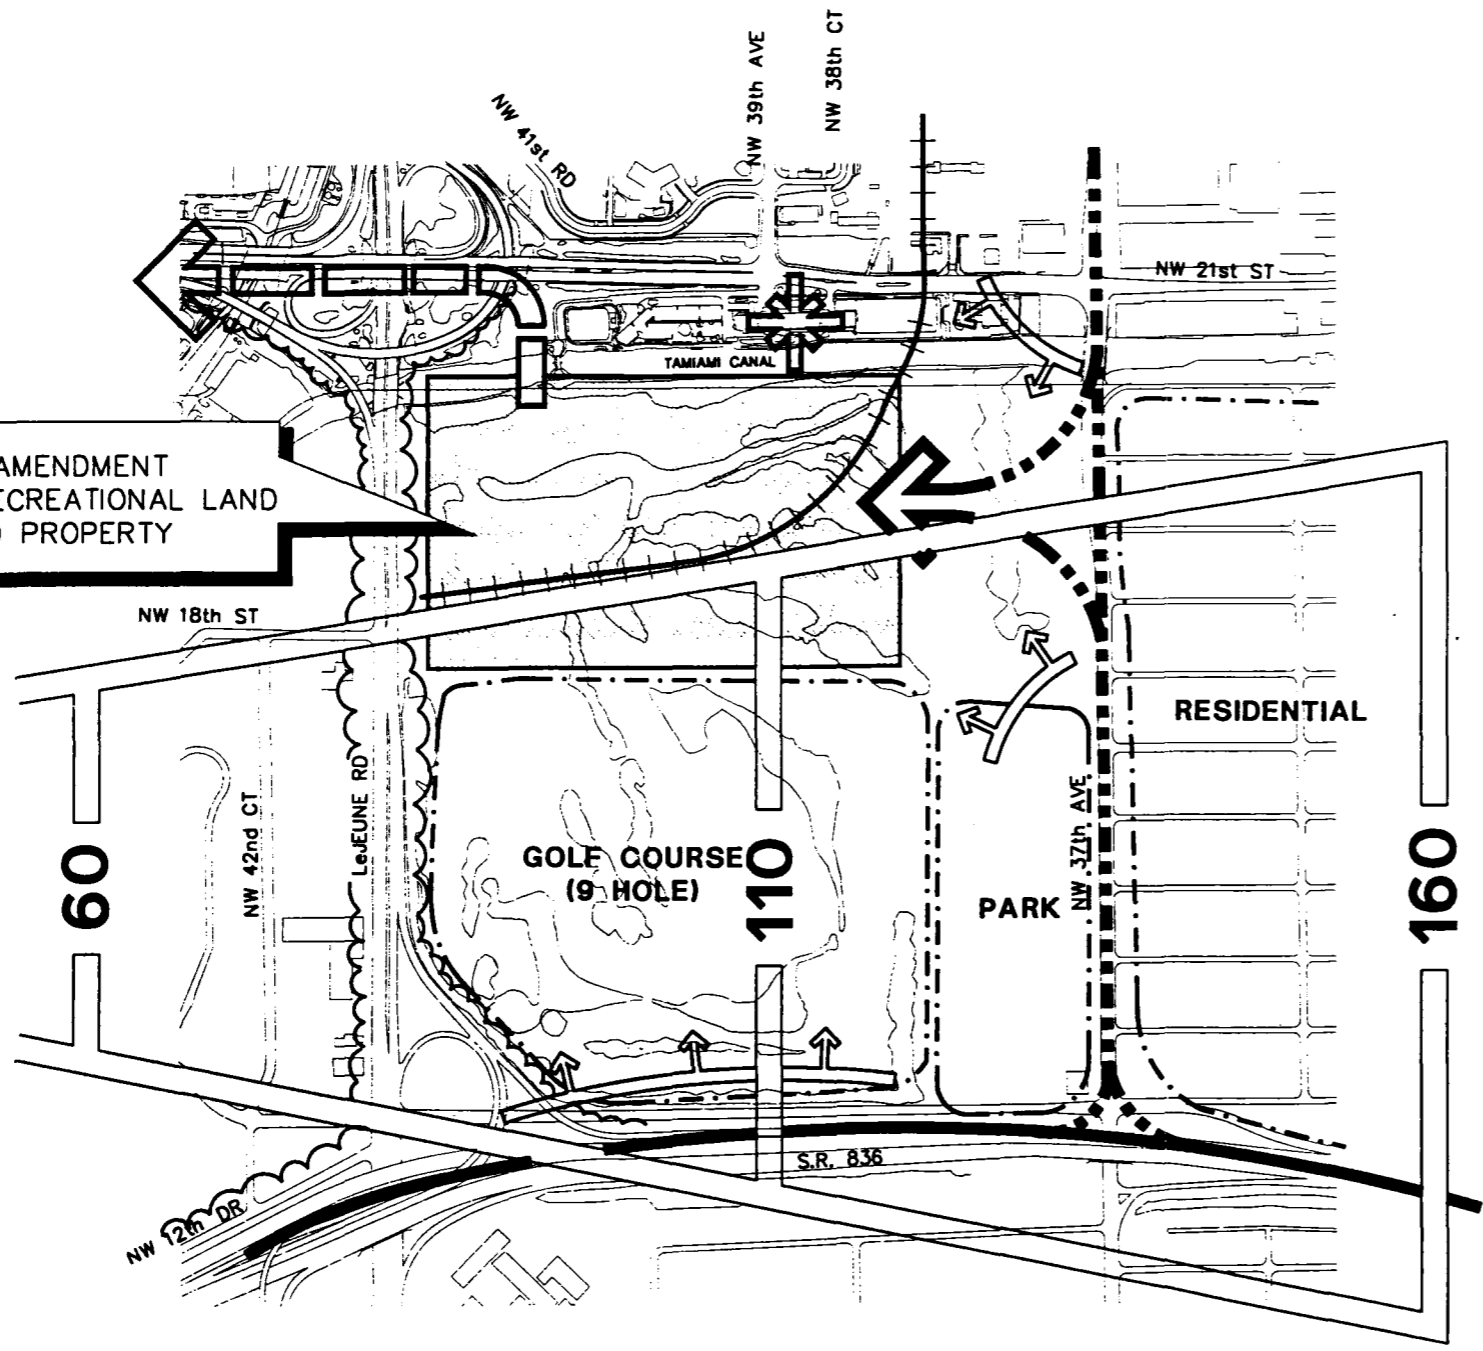 NW 41st RD
NW 39th AVE
NW 38th CT
NW 21st ST
TAMIAMI CANAL
AMENDMENT
RECREATIONAL LAND
PROPERTY
NW 18th ST
RESIDENTIAL
LeJEUNE RD
NW 42nd CT
NW 37th AVE
60
GOLF COURSE
(9 HOLE)
110
PARK
160
S.R. 836
NW 12th DR